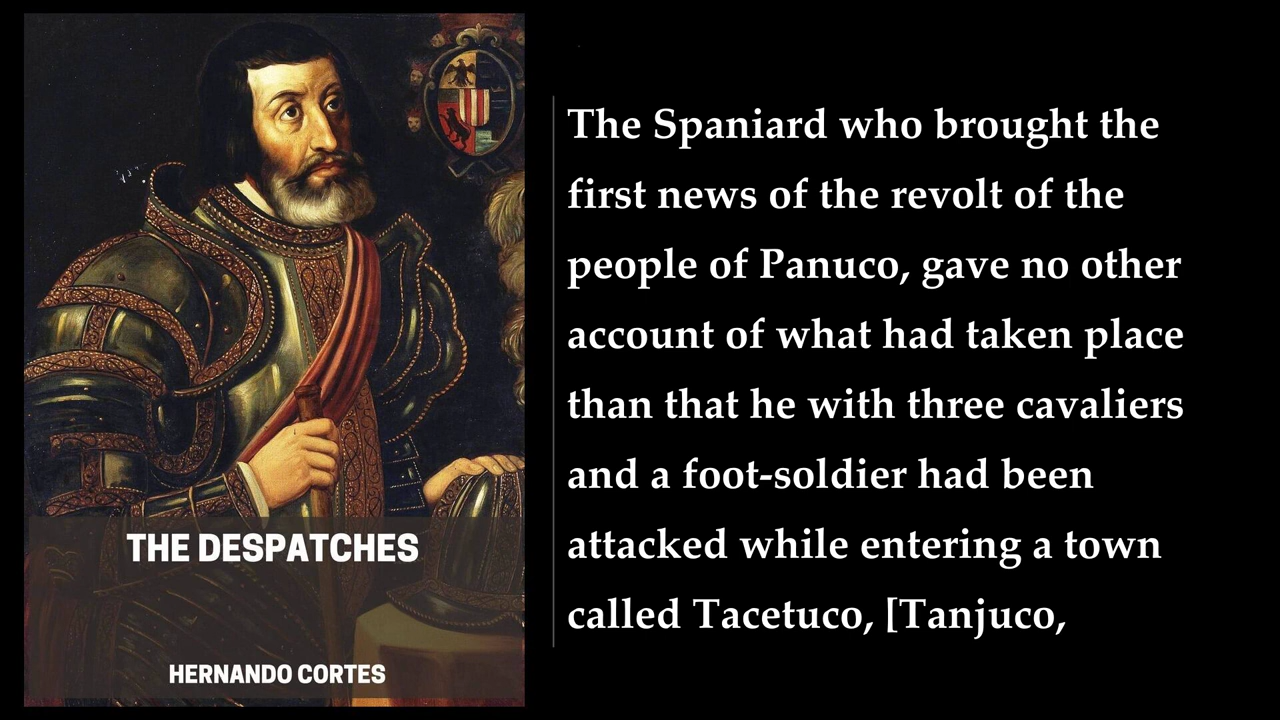 THE DESPATCHES
HERNANDO CORTES
The Spaniard who brought the
first news of the revolt of the
people of Panuco, gave no other
account of what had taken place
than that he with three cavaliers
and a foot-soldier had been
attacked while entering a town
called Tacetuco, [Tanjuco,